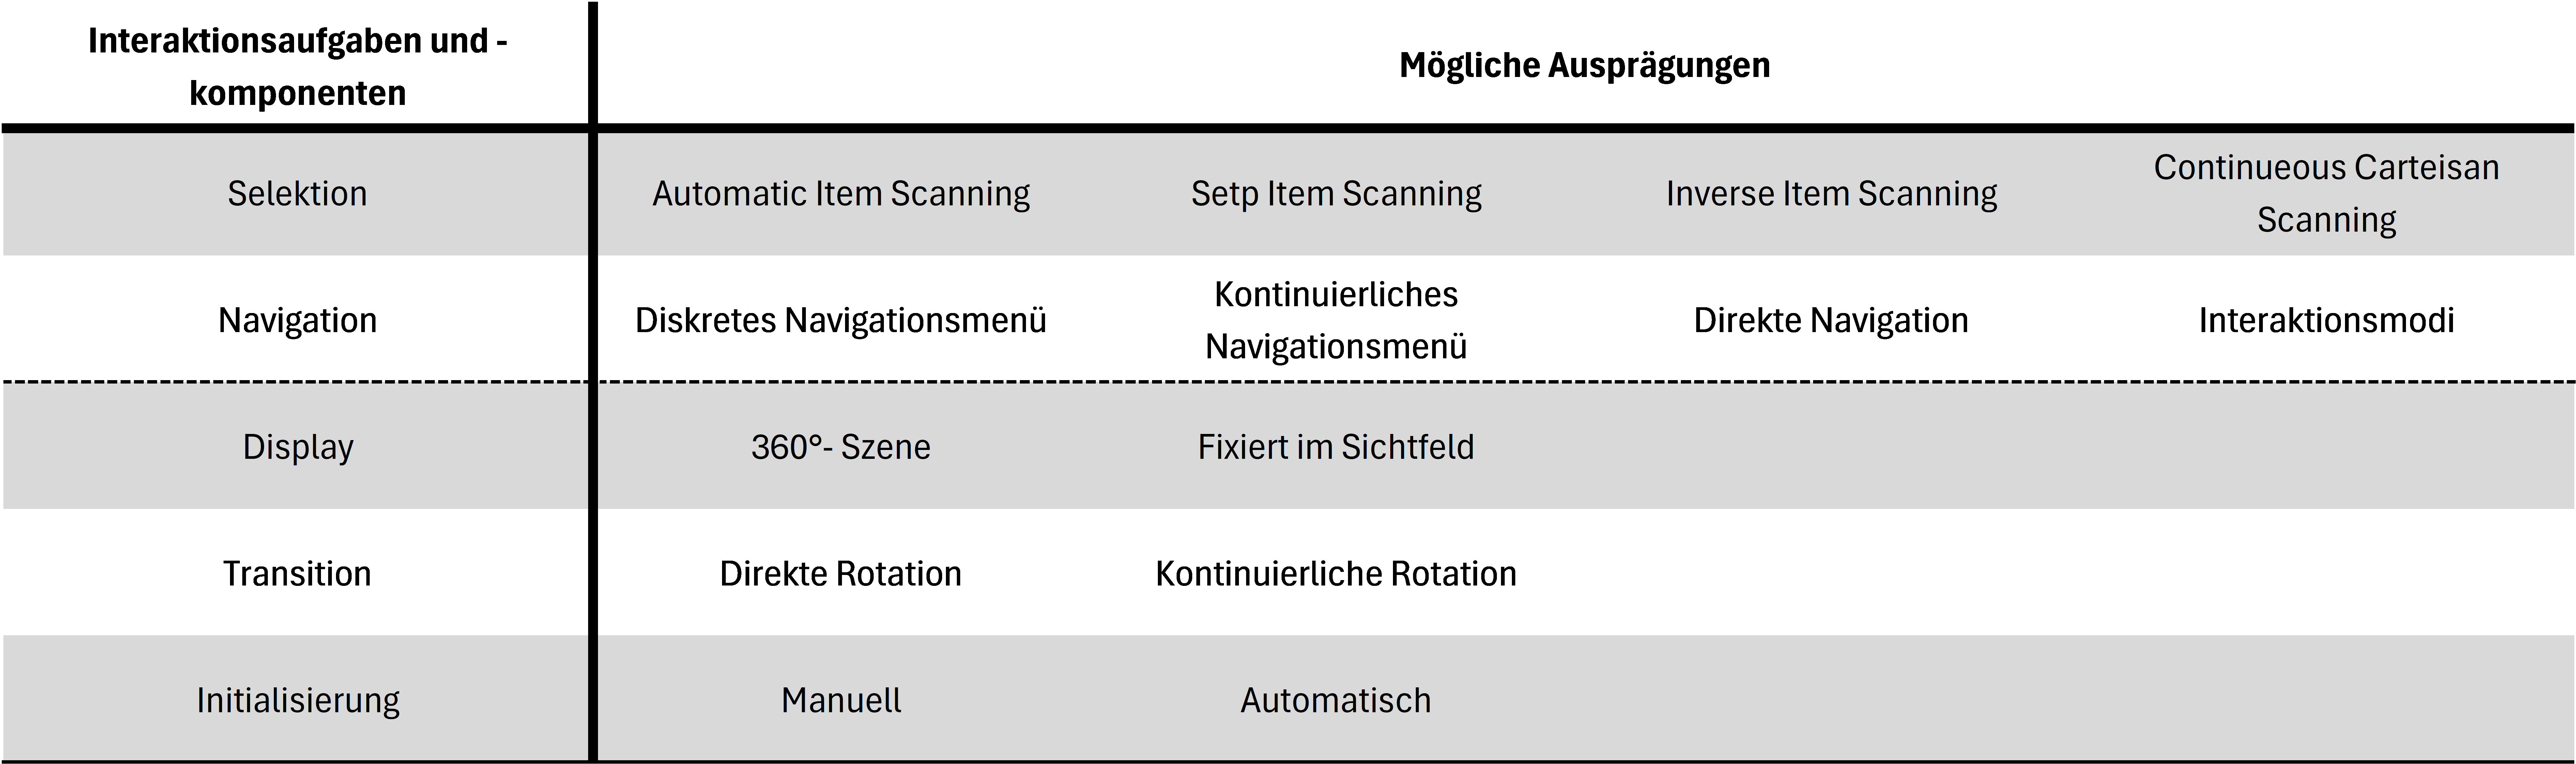 Interaktionsaufgaben und -
komponenten
Mögliche Ausprägungen
Selektion
Automatic Item Scanning
Setp Item Scanning
Inverse Item Scanning
Continueous Carteisan
Scanning
Navigation
Diskretes Navigationsmenü
Kontinuierliches
Navigationsmenü
Direkte Navigation
Interaktionsmodi
Display
360°- Szene
Fixiert im Sichtfeld
Transition
Direkte Rotation
Kontinuierliche Rotation
Initialisierung
Manuell
Automatisch